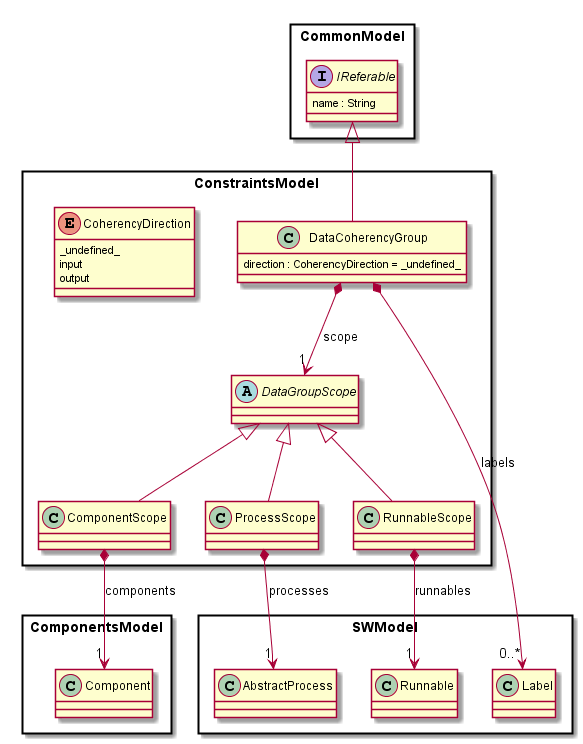 CommonModel
I IReferable
name : String
ConstraintsModel
E CoherencyDirection
_undefined_
input
output
C DataCoherencyGroup
direction : CoherencyDirection = _undefined_
scope
1
A DataGroupScope
labels
C ComponentScope
C ProcessScope
C RunnableScope
components
processes
runnables
ComponentsModel
SWModel
1
1
1
0..*
C Component
C AbstractProcess
C Runnable
C Label